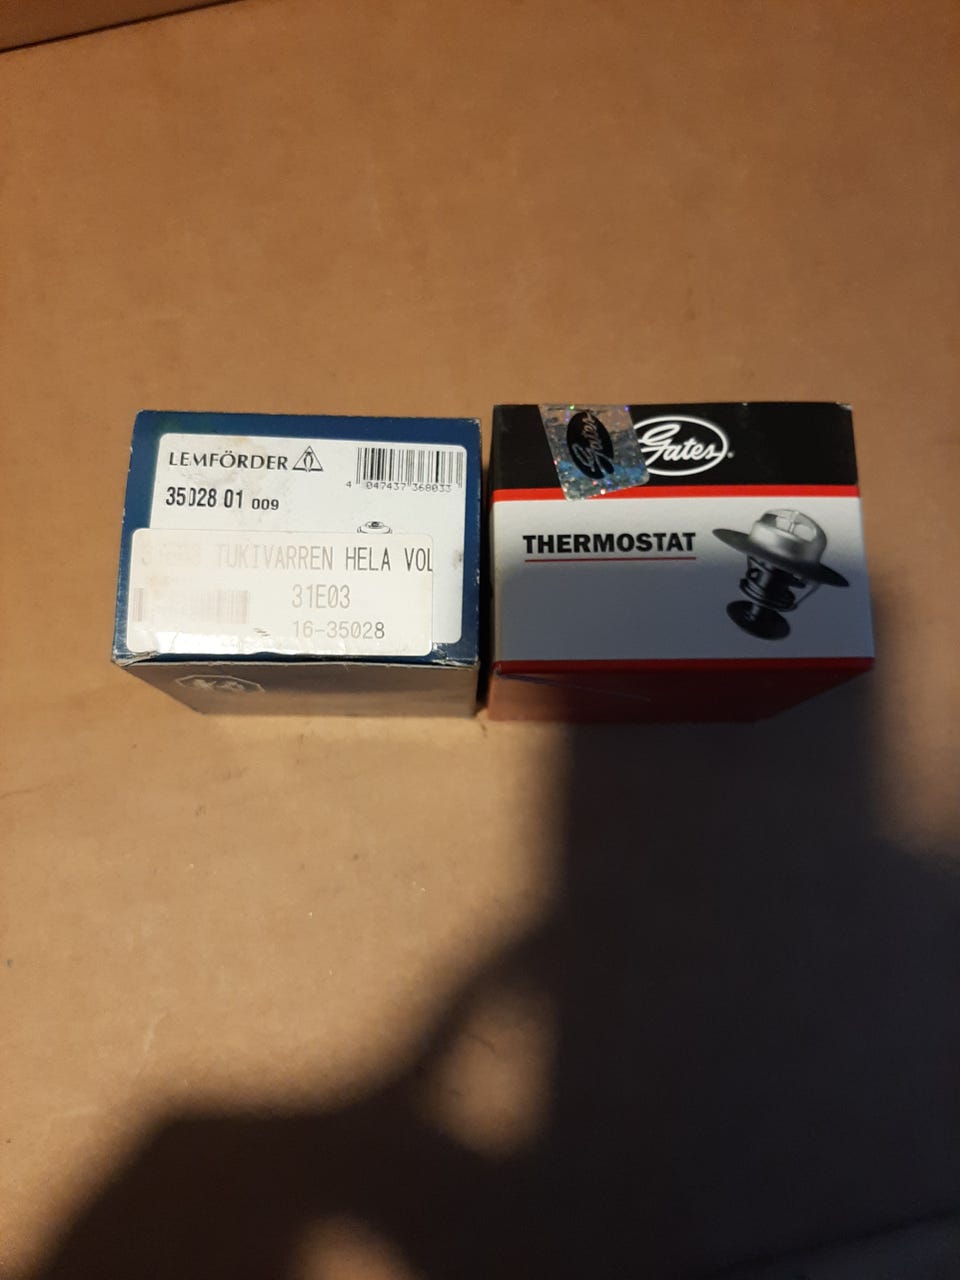 LEMFÖRDER
4 047437 368033
35028 01 009
TUKIVARREN HELA VOL
31E03
16-35028
Gates
Gates®
THERMOSTAT